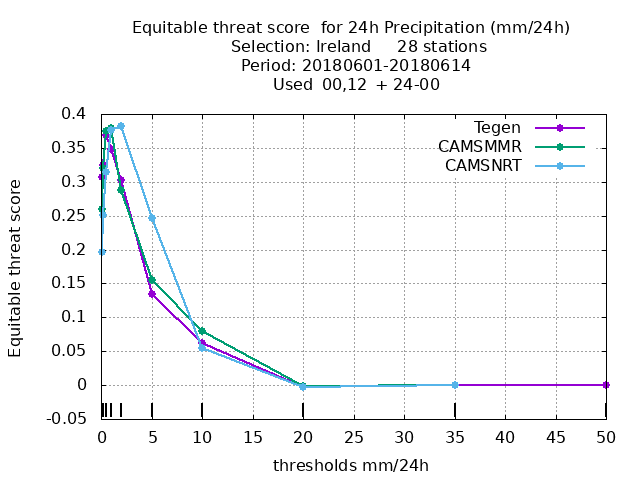 Equitable threat score  for 24h Precipitation (mm/24h)
Selection: Ireland     28 stations
Period: 20180601-20180614
Used  00,12  + 24-00
Tegen
CAMSMMR
CAMSNRT
Equitable threat score
0.4
0.35
0.3
0.25
0.2
0.15
0.1
0.05
0
-0.05
0 5 10 15 20 25 30 35 40 45 50
thresholds mm/24h